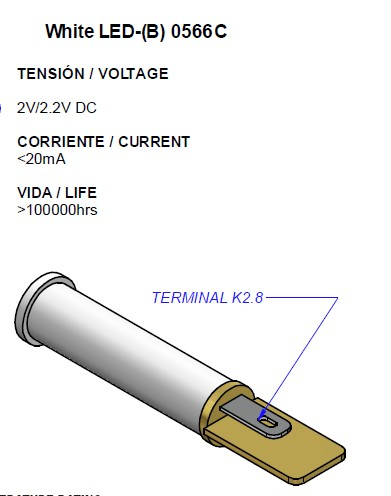 White LED-(B) 0566C
TENSIÓN / VOLTAGE
2V/2.2V DC
CORRIENTE / CURRENT
<20mA
VIDA / LIFE
>100000hrs
TERMINAL K2.8